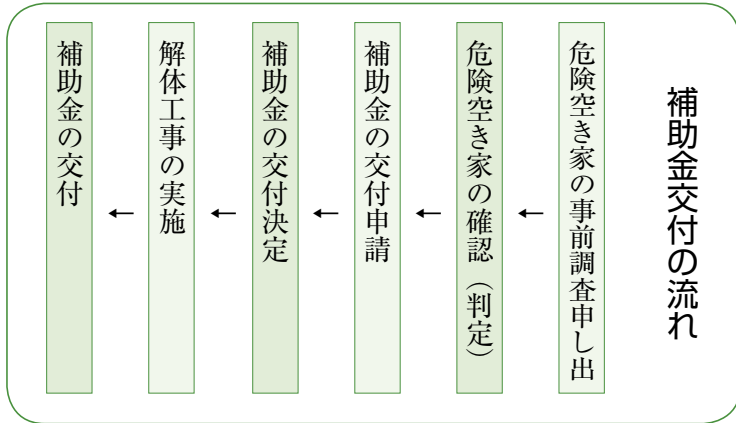 補助金交付の流れ
危険空き家の事前調査申し出
←
危険空き家の確認（判定）
←
補助金の交付申請
←
補助金の交付決定
←
解体工事の実施
←
補助金の交付